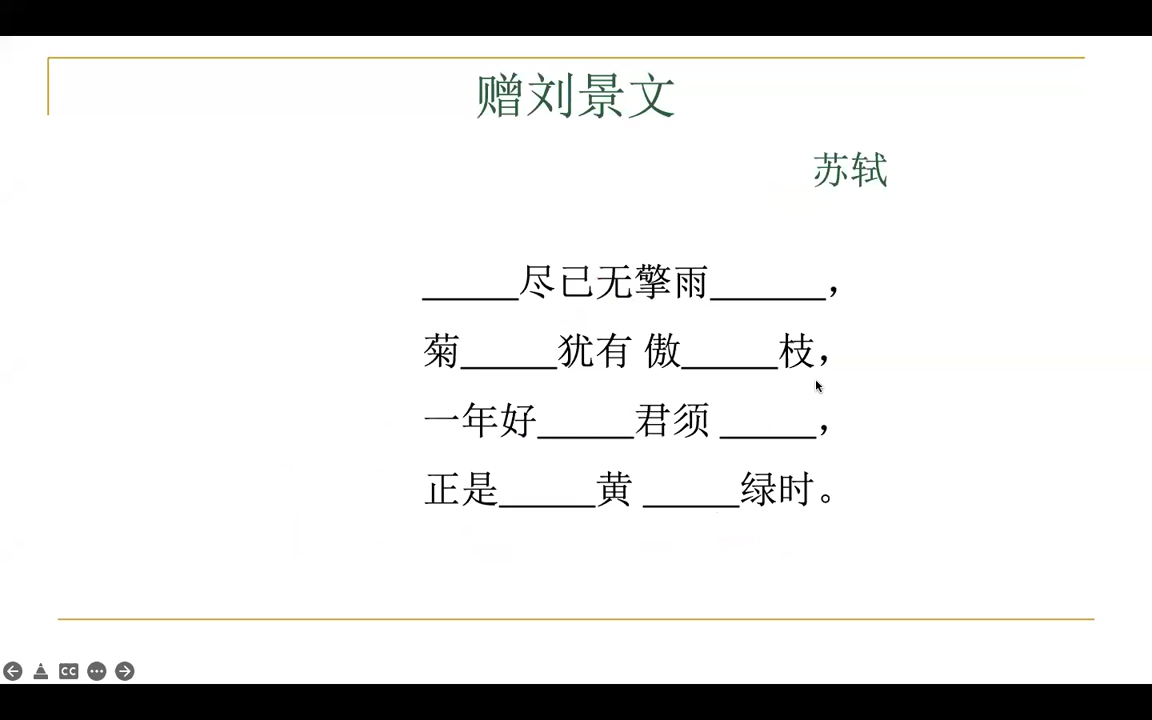 赠刘景文
苏轼
_____尽已无擎雨______，
菊_____犹有 傲_____枝，
一年好_____君须 _____，
正是_____黄 _____绿时。
CC